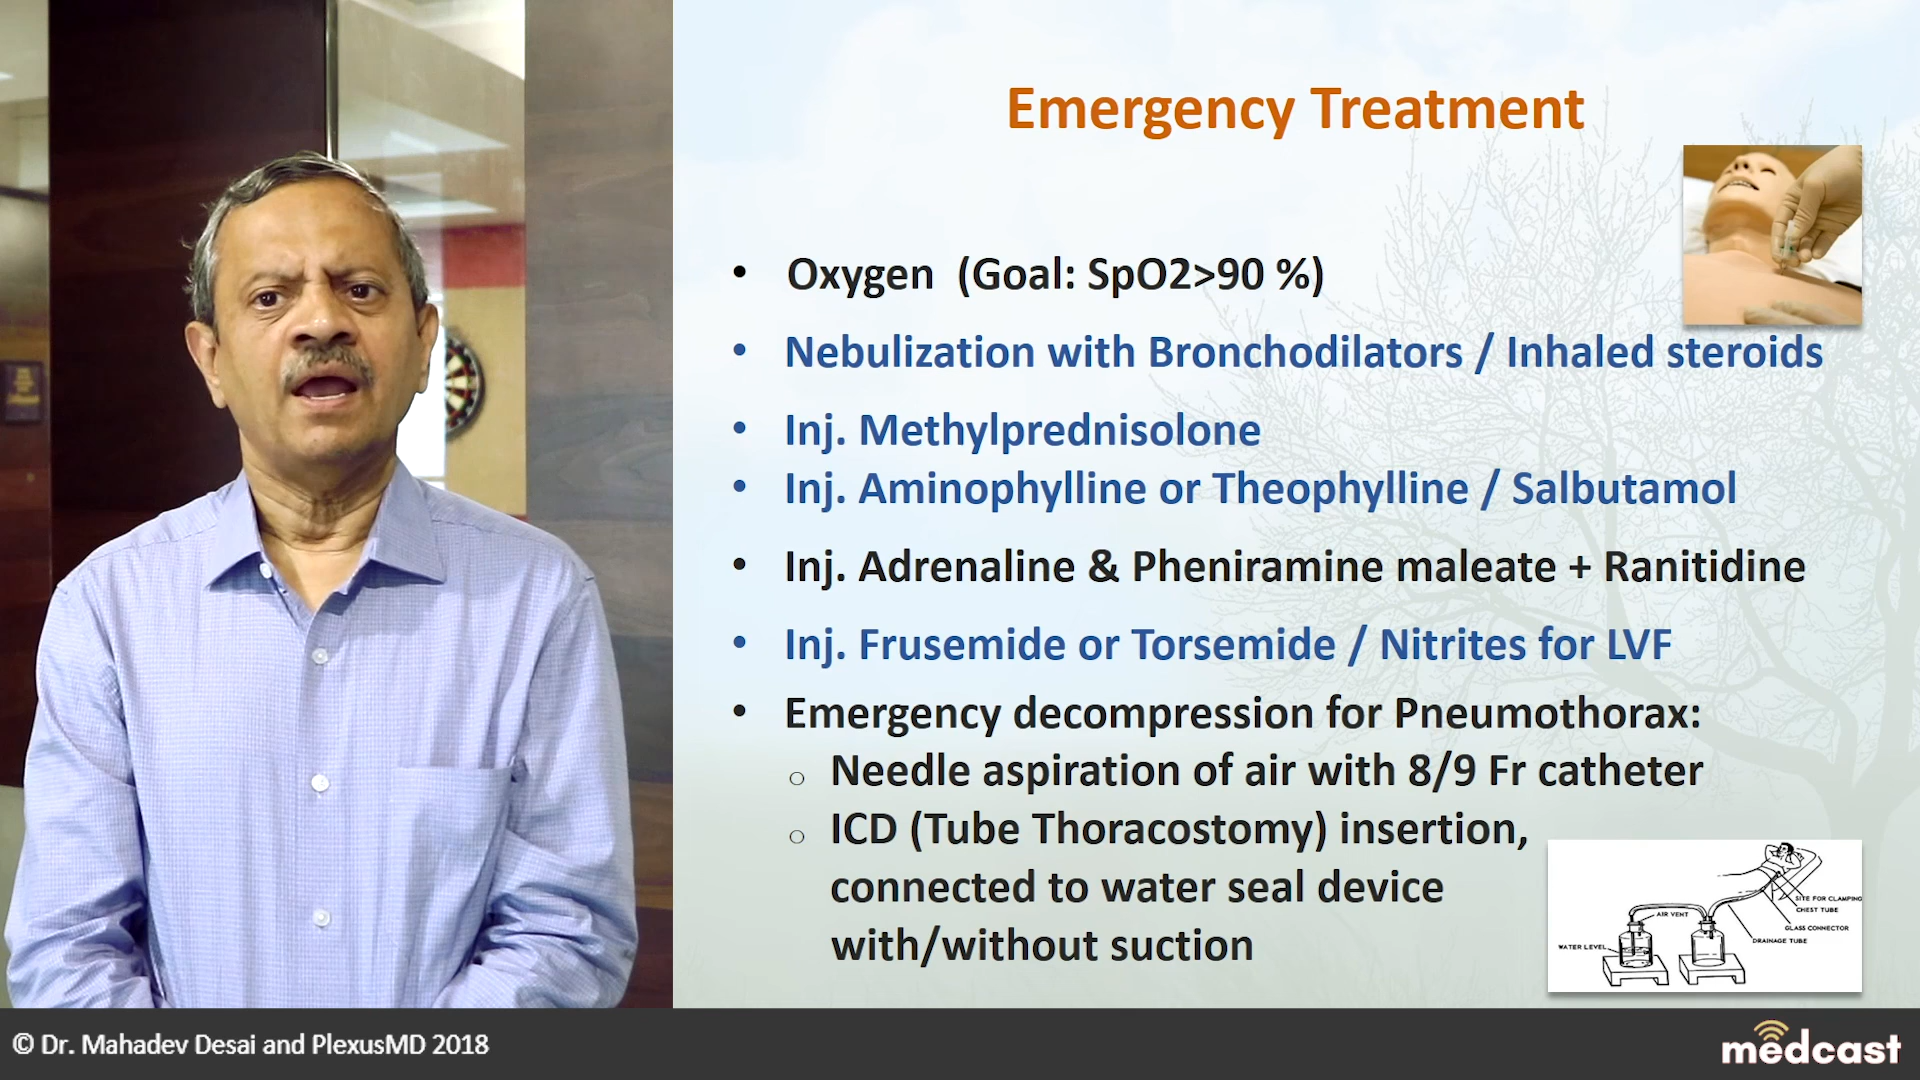 Emergency Treatment
• Oxygen (Goal: SpO2>90 %)
• Nebulization with Bronchodilators / Inhaled steroids
• Inj. Methylprednisolone
• Inj. Aminophylline or Theophylline / Salbutamol
• Inj. Adrenaline & Pheniramine maleate + Ranitidine
• Inj. Frusemide or Torsemide / Nitrites for LVF
• Emergency decompression for Pneumothorax:
○ Needle aspiration of air with 8/9 Fr catheter
○ ICD (Tube Thoracostomy) insertion,
connected to water seal device
with/without suction
SITE FOR CLAMPING
CHEST TUBE
AIR VENT
GLASS CONNECTOR
DRAINAGE TUBE
WATER LEVEL
© Dr. Mahadev Desai and PlexusMD 2018
medcast